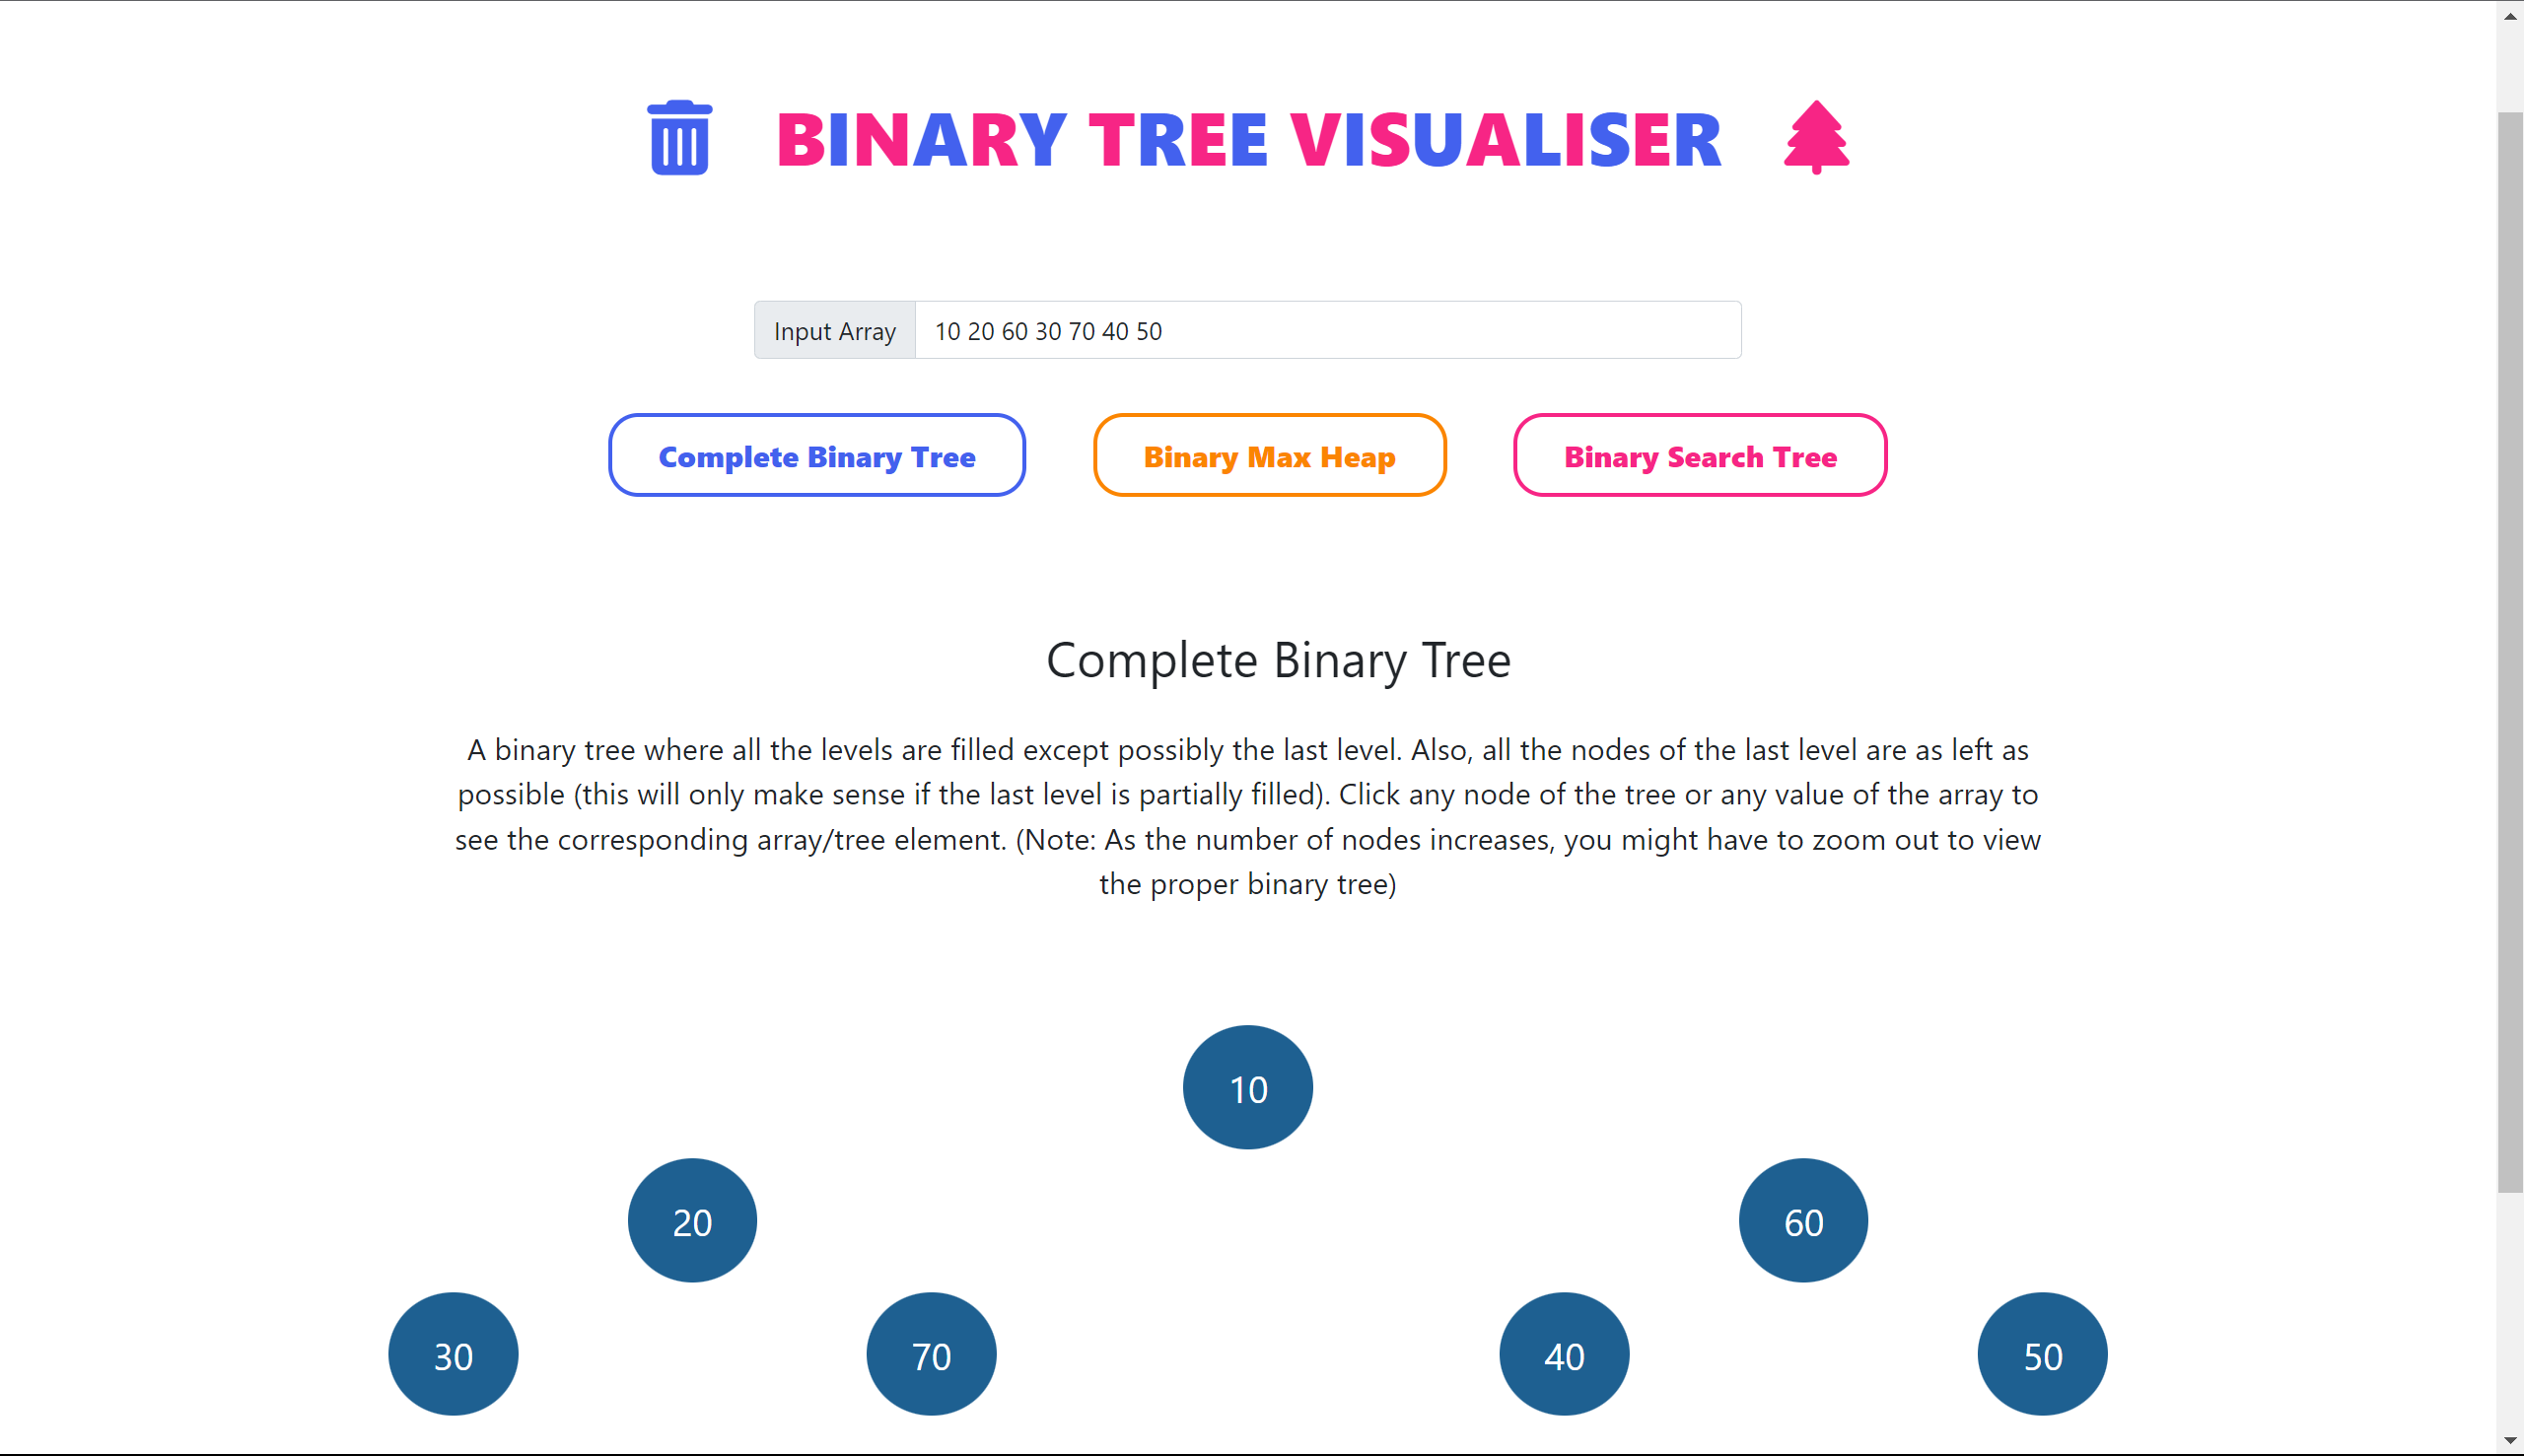 BINARY TREE VISUALISER
Input Array 10 20 60 30 70 40 50
Complete Binary Tree Binary Max Heap Binary Search Tree
Complete Binary Tree
A binary tree where all the levels are filled except possibly the last level. Also, all the nodes of the last level are as left as
possible (this will only make sense if the last level is partially filled). Click any node of the tree or any value of the array to
see the corresponding array/tree element. (Note: As the number of nodes increases, you might have to zoom out to view
the proper binary tree)
10
20 60
30 70 40 50